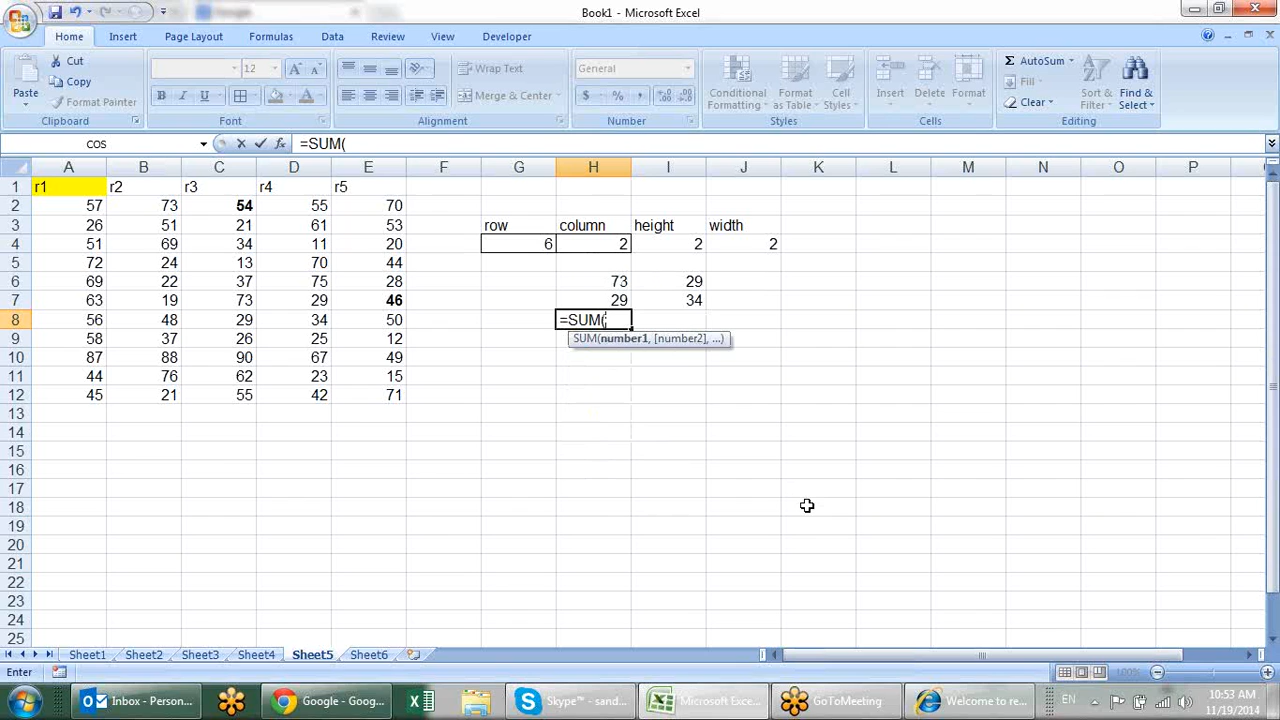 Google
Book1 - Microsoft Excel
Home Insert Page Layout Formulas Data Review View Developer
Paste
Cut
Copy
Format Painter
12
Wrap Text
Merge & Center
General
Conditional Formatting
Format as Table
Cell Styles
Insert
Delete
Format
AutoSum
Fill
Clear
Sort & Filter
Find & Select
Clipboard Font Alignment Number Styles Cells Editing
COS =SUM(
A B C D E F G H I J K L M N O P
1 r1 r2 r3 r4 r5
2 57 73 54 55 70
3 26 51 21 61 53 row column height width
4 51 69 34 11 20 6 2 2 2
5 72 24 13 70 44
6 69 22 37 75 28 73 29
7 63 19 73 29 46 29 34
8 56 48 29 34 50 =SUM(
9 58 37 26 25 12 SUM(number1, [number2], ...)
10 87 88 90 67 49
11 44 76 62 23 15
12 45 21 55 42 71
13
14
15
16
17
18
19
20
21
22
23
24
25
Sheet1 Sheet2 Sheet3 Sheet4 Sheet5 Sheet6
Enter 100%
Inbox - Person... Google - Goog... Skype™ - sand... Microsoft Exce... GoToMeeting Welcome to re... EN 10:53 AM
11/19/2014